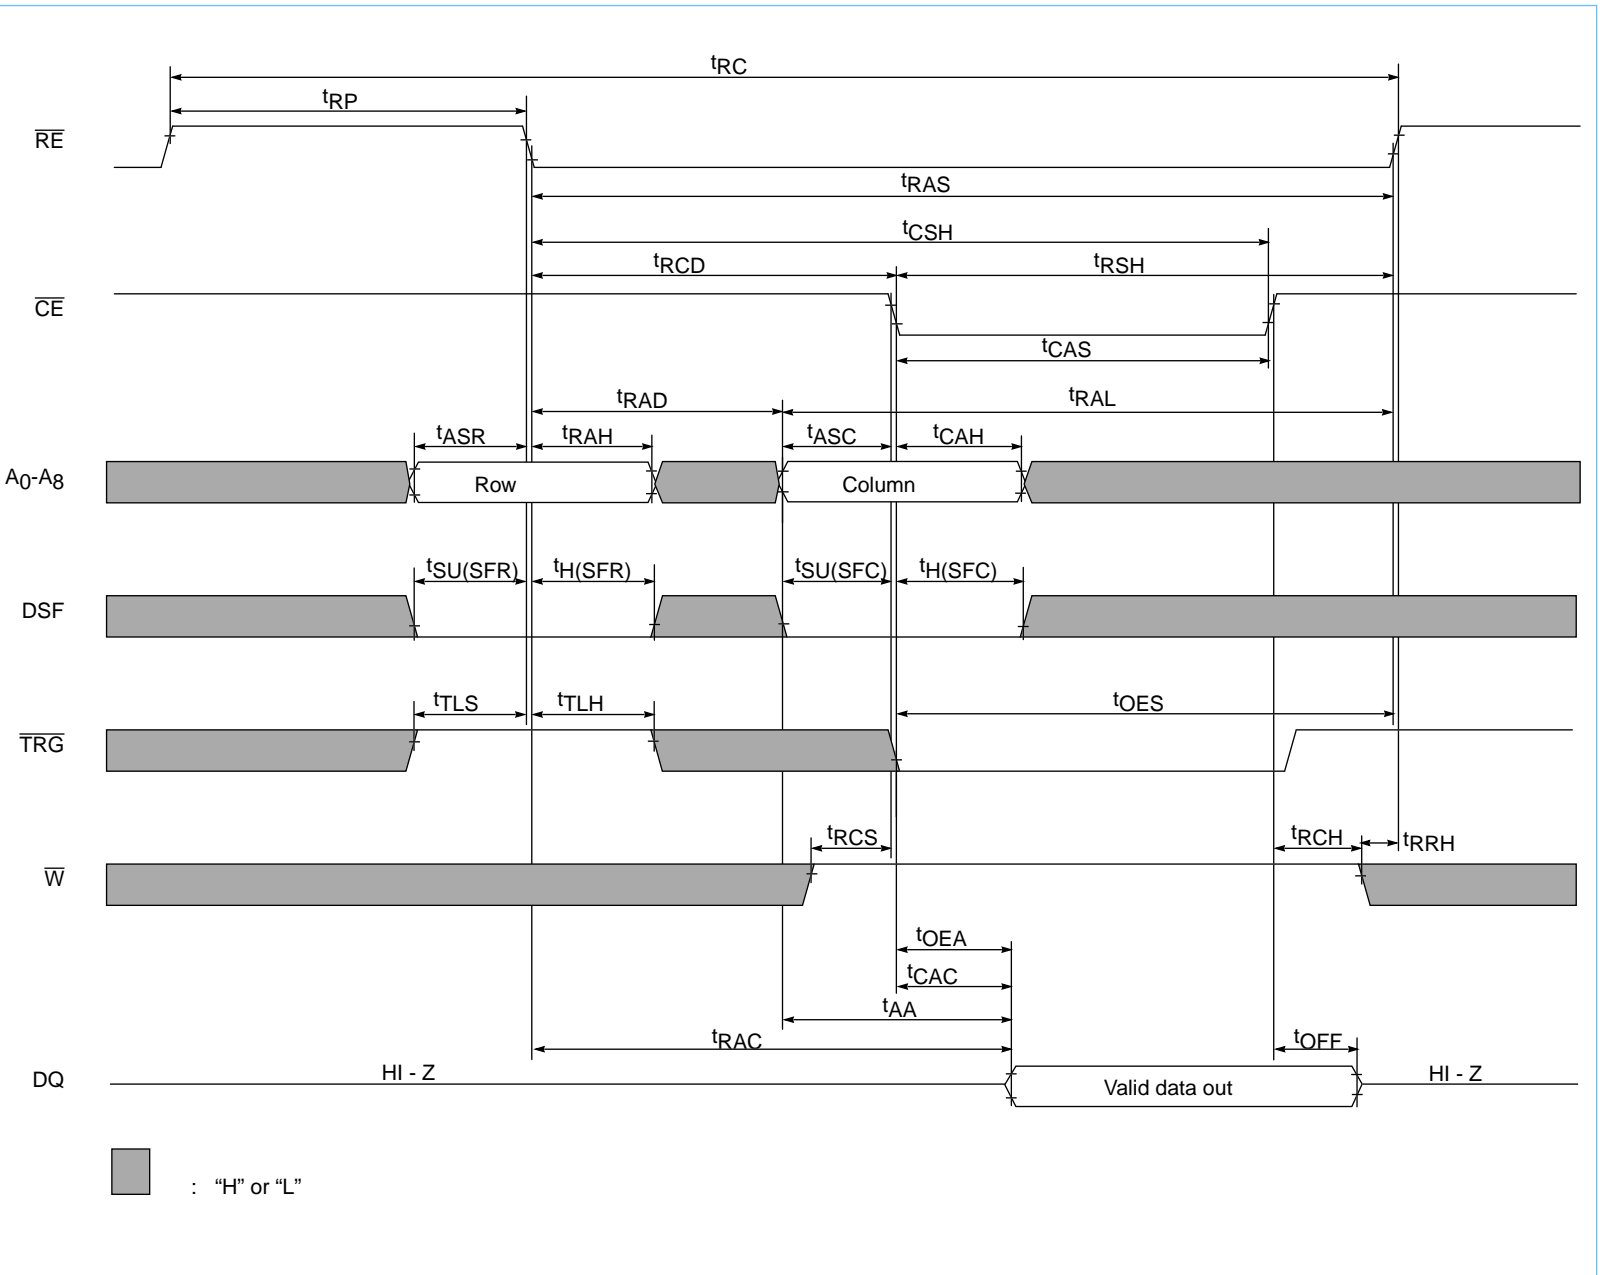 tRC
tRP
RE
tRAS
tCSH
tRCD tRSH
CE
tCAS
tRAD tRAL
tASR tRAH tASC tCAH
A0-A8 Row Column
tSU(SFR) tH(SFR) tSU(SFC) tH(SFC)
DSF
tTLS tTLH tOES
TRG
tRCS tRCH tRRH
W
tOEA
tCAC
tAA
tRAC tOFF
DQ HI - Z Valid data out HI - Z
: “H” or “L”